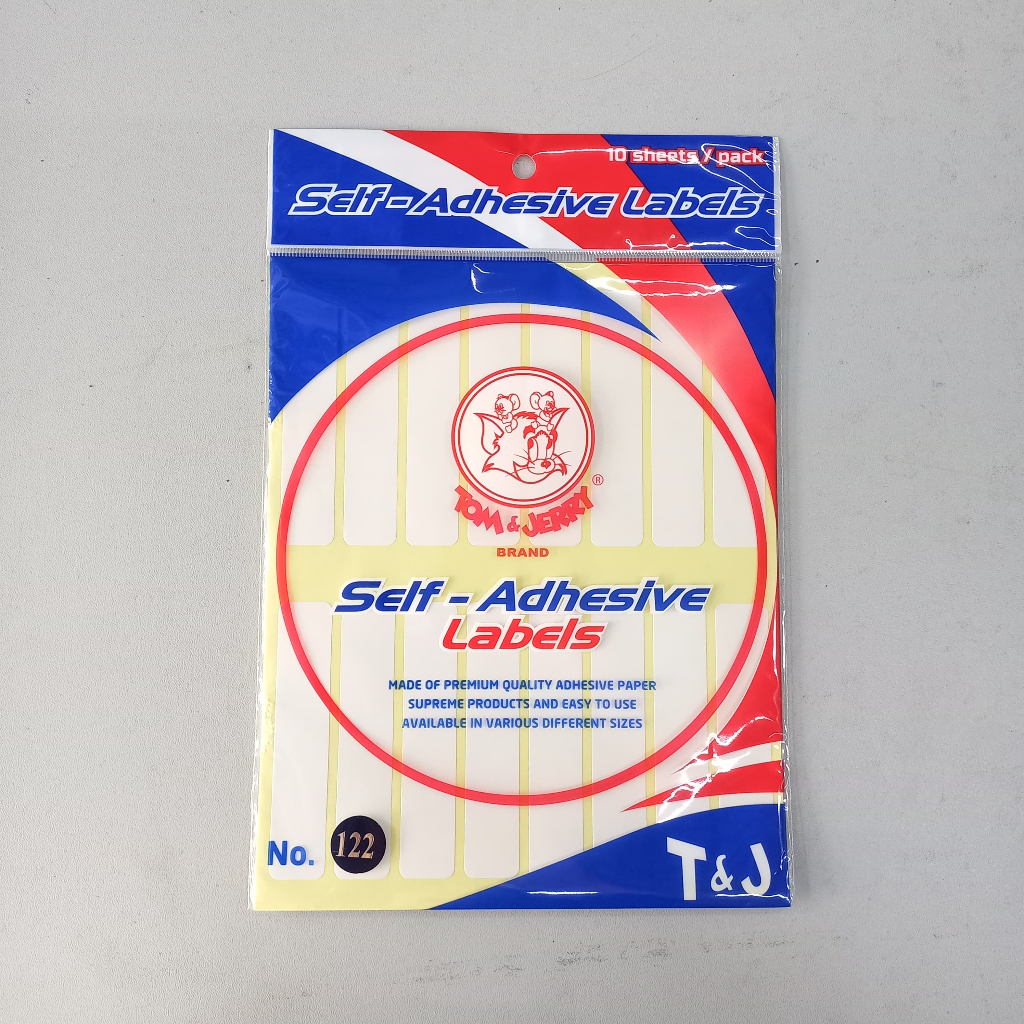 10 sheets / pack
Self-Adhesive Labels
TOM & JERRY ®
BRAND
Self - Adhesive
Labels
MADE OF PREMIUM QUALITY ADHESIVE PAPER
SUPREME PRODUCTS AND EASY TO USE
AVAILABLE IN VARIOUS DIFFERENT SIZES
No. 122
T & J